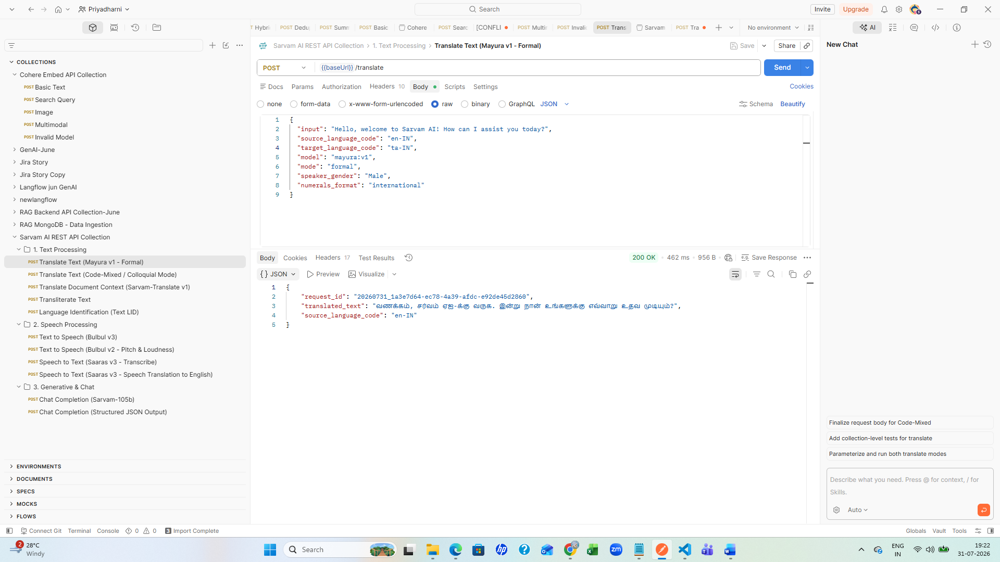 Priyadharni
Search
Invite
Upgrade
Hybri
POST Dedu
POST Sumn
POST Basic
Cohere
POST Searc
[CONFLI
POST Multir
POST Invali
POST Trans
Sarvam
POST Tra
No environment
AI
Sarvam AI REST API Collection > 1. Text Processing > Translate Text (Mayura v1 - Formal)
Save
Share
New Chat
COLLECTIONS
Cohere Embed API Collection
POST Basic Text
POST Search Query
POST Image
POST Multimodal
POST Invalid Model
GenAI-June
Jira Story
Jira Story Copy
Langflow jun GenAI
newlangflow
RAG Backend API Collection-June
RAG MongoDB - Data Ingestion
Sarvam AI REST API Collection
1. Text Processing
POST Translate Text (Mayura v1 - Formal)
POST Translate Text (Code-Mixed / Colloquial Mode)
POST Translate Document Context (Sarvam-Translate v1)
POST Transliterate Text
POST Language Identification (Text LID)
2. Speech Processing
POST Text to Speech (Bulbul v3)
POST Text to Speech (Bulbul v2 - Pitch & Loudness)
POST Speech to Text (Saaras v3 - Transcribe)
POST Speech to Text (Saaras v3 - Speech Translation to English)
3. Generative & Chat
POST Chat Completion (Sarvam-105b)
POST Chat Completion (Structured JSON Output)
ENVIRONMENTS
DOCUMENTS
SPECS
MOCKS
FLOWS
POST
{{baseUrl}} /translate
Send
Docs
Params
Authorization
Headers 10
Body
Scripts
Settings
Cookies
none
form-data
x-www-form-urlencoded
raw
binary
GraphQL
JSON
Schema
Beautify
1 {
2 "input": "Hello, welcome to Sarvam AI! How can I assist you today?",
3 "source_language_code": "en-IN",
4 "target_language_code": "ta-IN",
5 "model": "mayura:v1",
6 "mode": "formal",
7 "speaker_gender": "Male",
8 "numerals_format": "international"
9 }
Body
Cookies
Headers 17
Test Results
200 OK
462 ms
956 B
e.g. Save Response
{} JSON
Preview
Visualize
1 {
2 "request_id": "20260731_1a3e7d64-ec78-4a39-afdc-e92de45d2860",
3 "translated_text": "வணக்கம், சர்வம் ஏஐ-க்கு வருக. இன்று நான் உங்களுக்கு எவ்வாறு உதவ முடியும்?",
4 "source_language_code": "en-IN"
5 }
Finalize request body for Code-Mixed
Add collection-level tests for translate
Parameterize and run both translate modes
Describe what you need. Press @ for context, / for
Skills.
Auto
Connect Git
Terminal
Console
0
0
3 Import Complete
Globals
Vault
Tools
2
28°C
Windy
Search
ENG
IN
19:22
31-07-2026